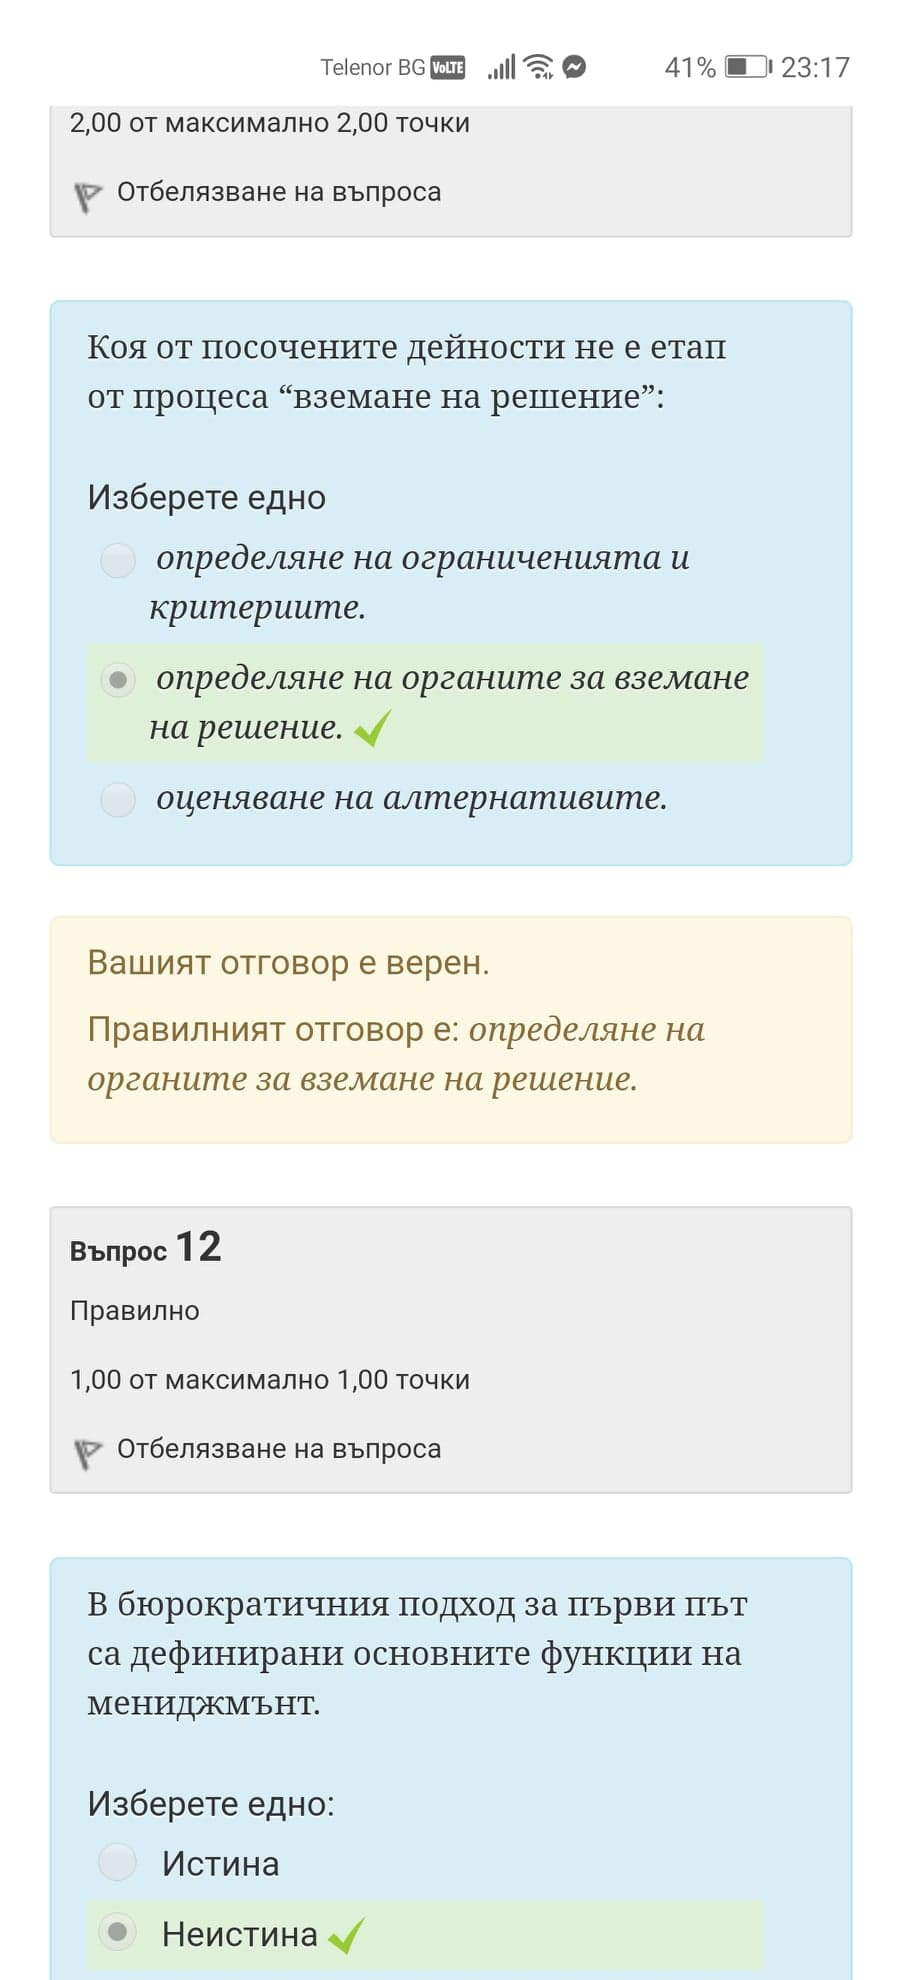 Telenor BG VoLTE 41% 23:17
2,00 от максимално 2,00 точки
Отбелязване на въпроса
Коя от посочените дейности не е етап
от процеса “вземане на решение”:
Изберете едно
определяне на ограниченията и
критериите.
определяне на органите за вземане
на решение.
оценяване на алтернативите.
Вашият отговор е верен.
Правилният отговор е: определяне на
органите за вземане на решение.
Въпрос 12
Правилно
1,00 от максимално 1,00 точки
Отбелязване на въпроса
В бюрократичния подход за първи път
са дефинирани основните функции на
мениджмънт.
Изберете едно:
Истина
Неистина